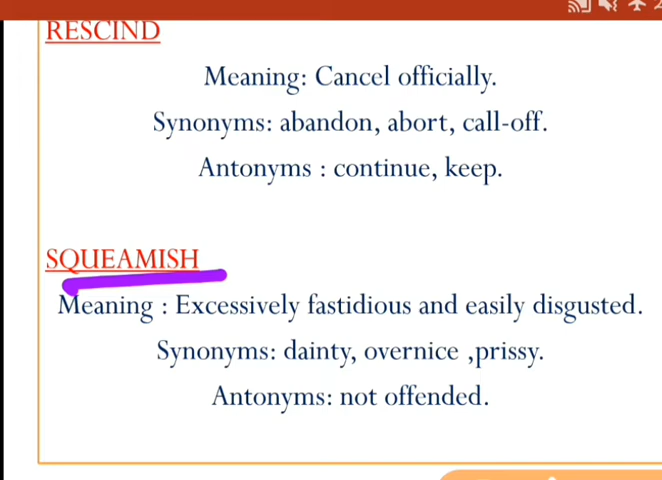 RESCIND
Meaning: Cancel officially.
Synonyms: abandon, abort, call-off.
Antonyms : continue, keep.
SQUEAMISH
Meaning : Excessively fastidious and easily disgusted.
Synonyms: dainty, overnice ,prissy.
Antonyms: not offended.